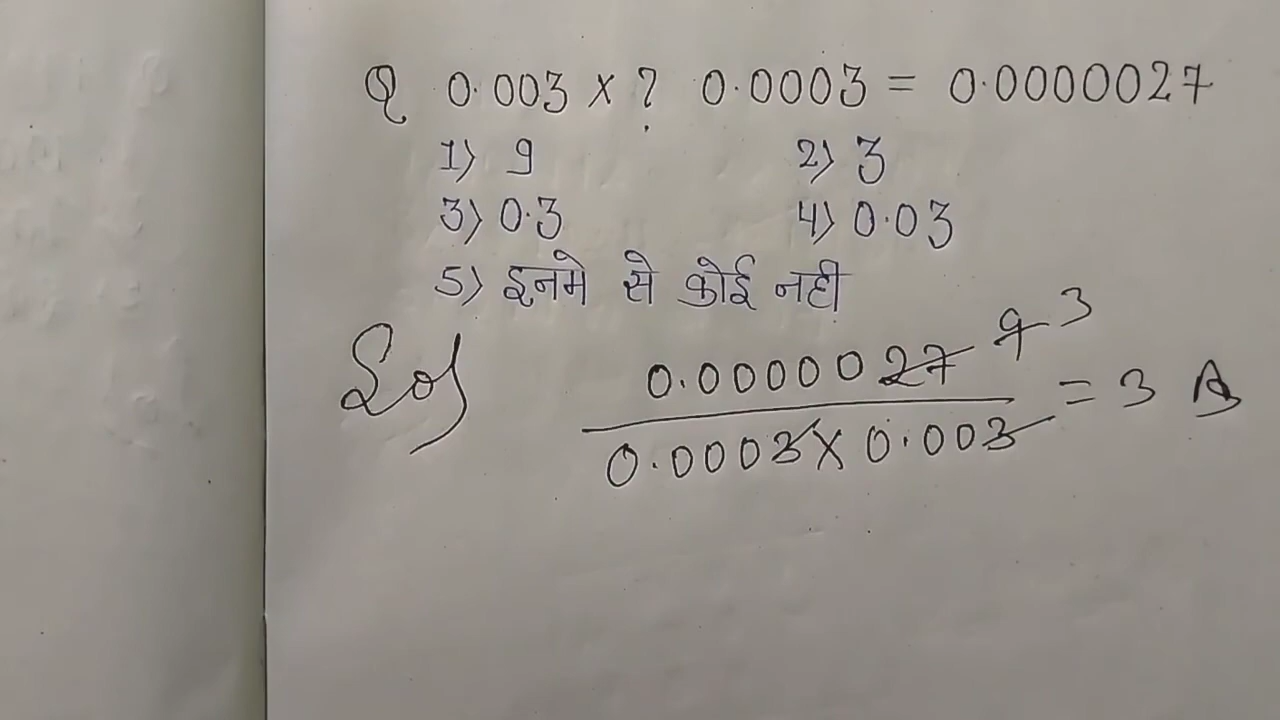 Q 0.003 × ? 0.0003 = 0.0000027
1) 9 2) 3
3) 0.3 4) 0.03
5) इनमे से कोई नही
Sol 0.0000027 9 3
0.0003 × 0.003 = 3 A